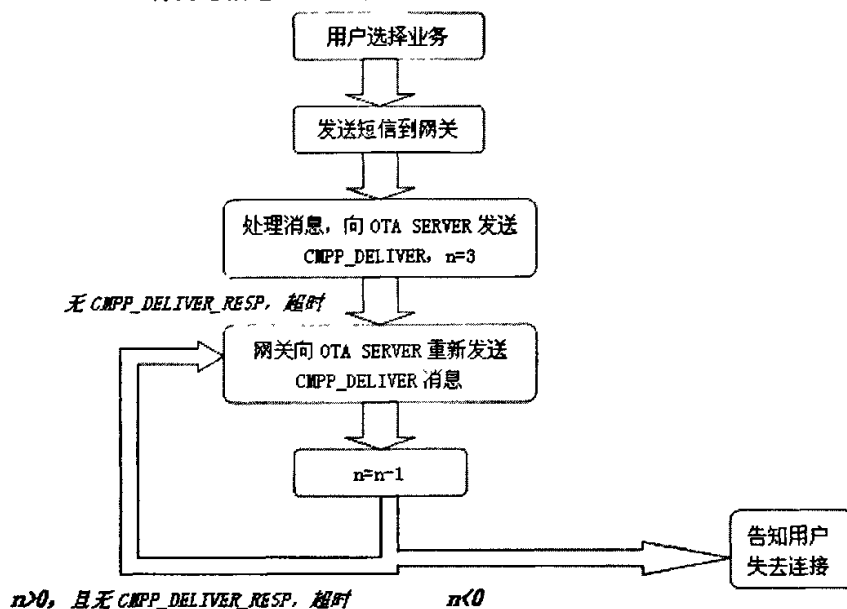 用户选择业务
发送短信到网关
处理消息，向 OTA SERVER 发送
CMPP_DELIVER，n=3
无 CMPP_DELIVER_RESP，超时
网关向 OTA SERVER 重新发送
CMPP_DELIVER 消息
n=n-1
告知用户
失去连接
n>0，且无 CMPP_DELIVER_RESP，超时
n<0